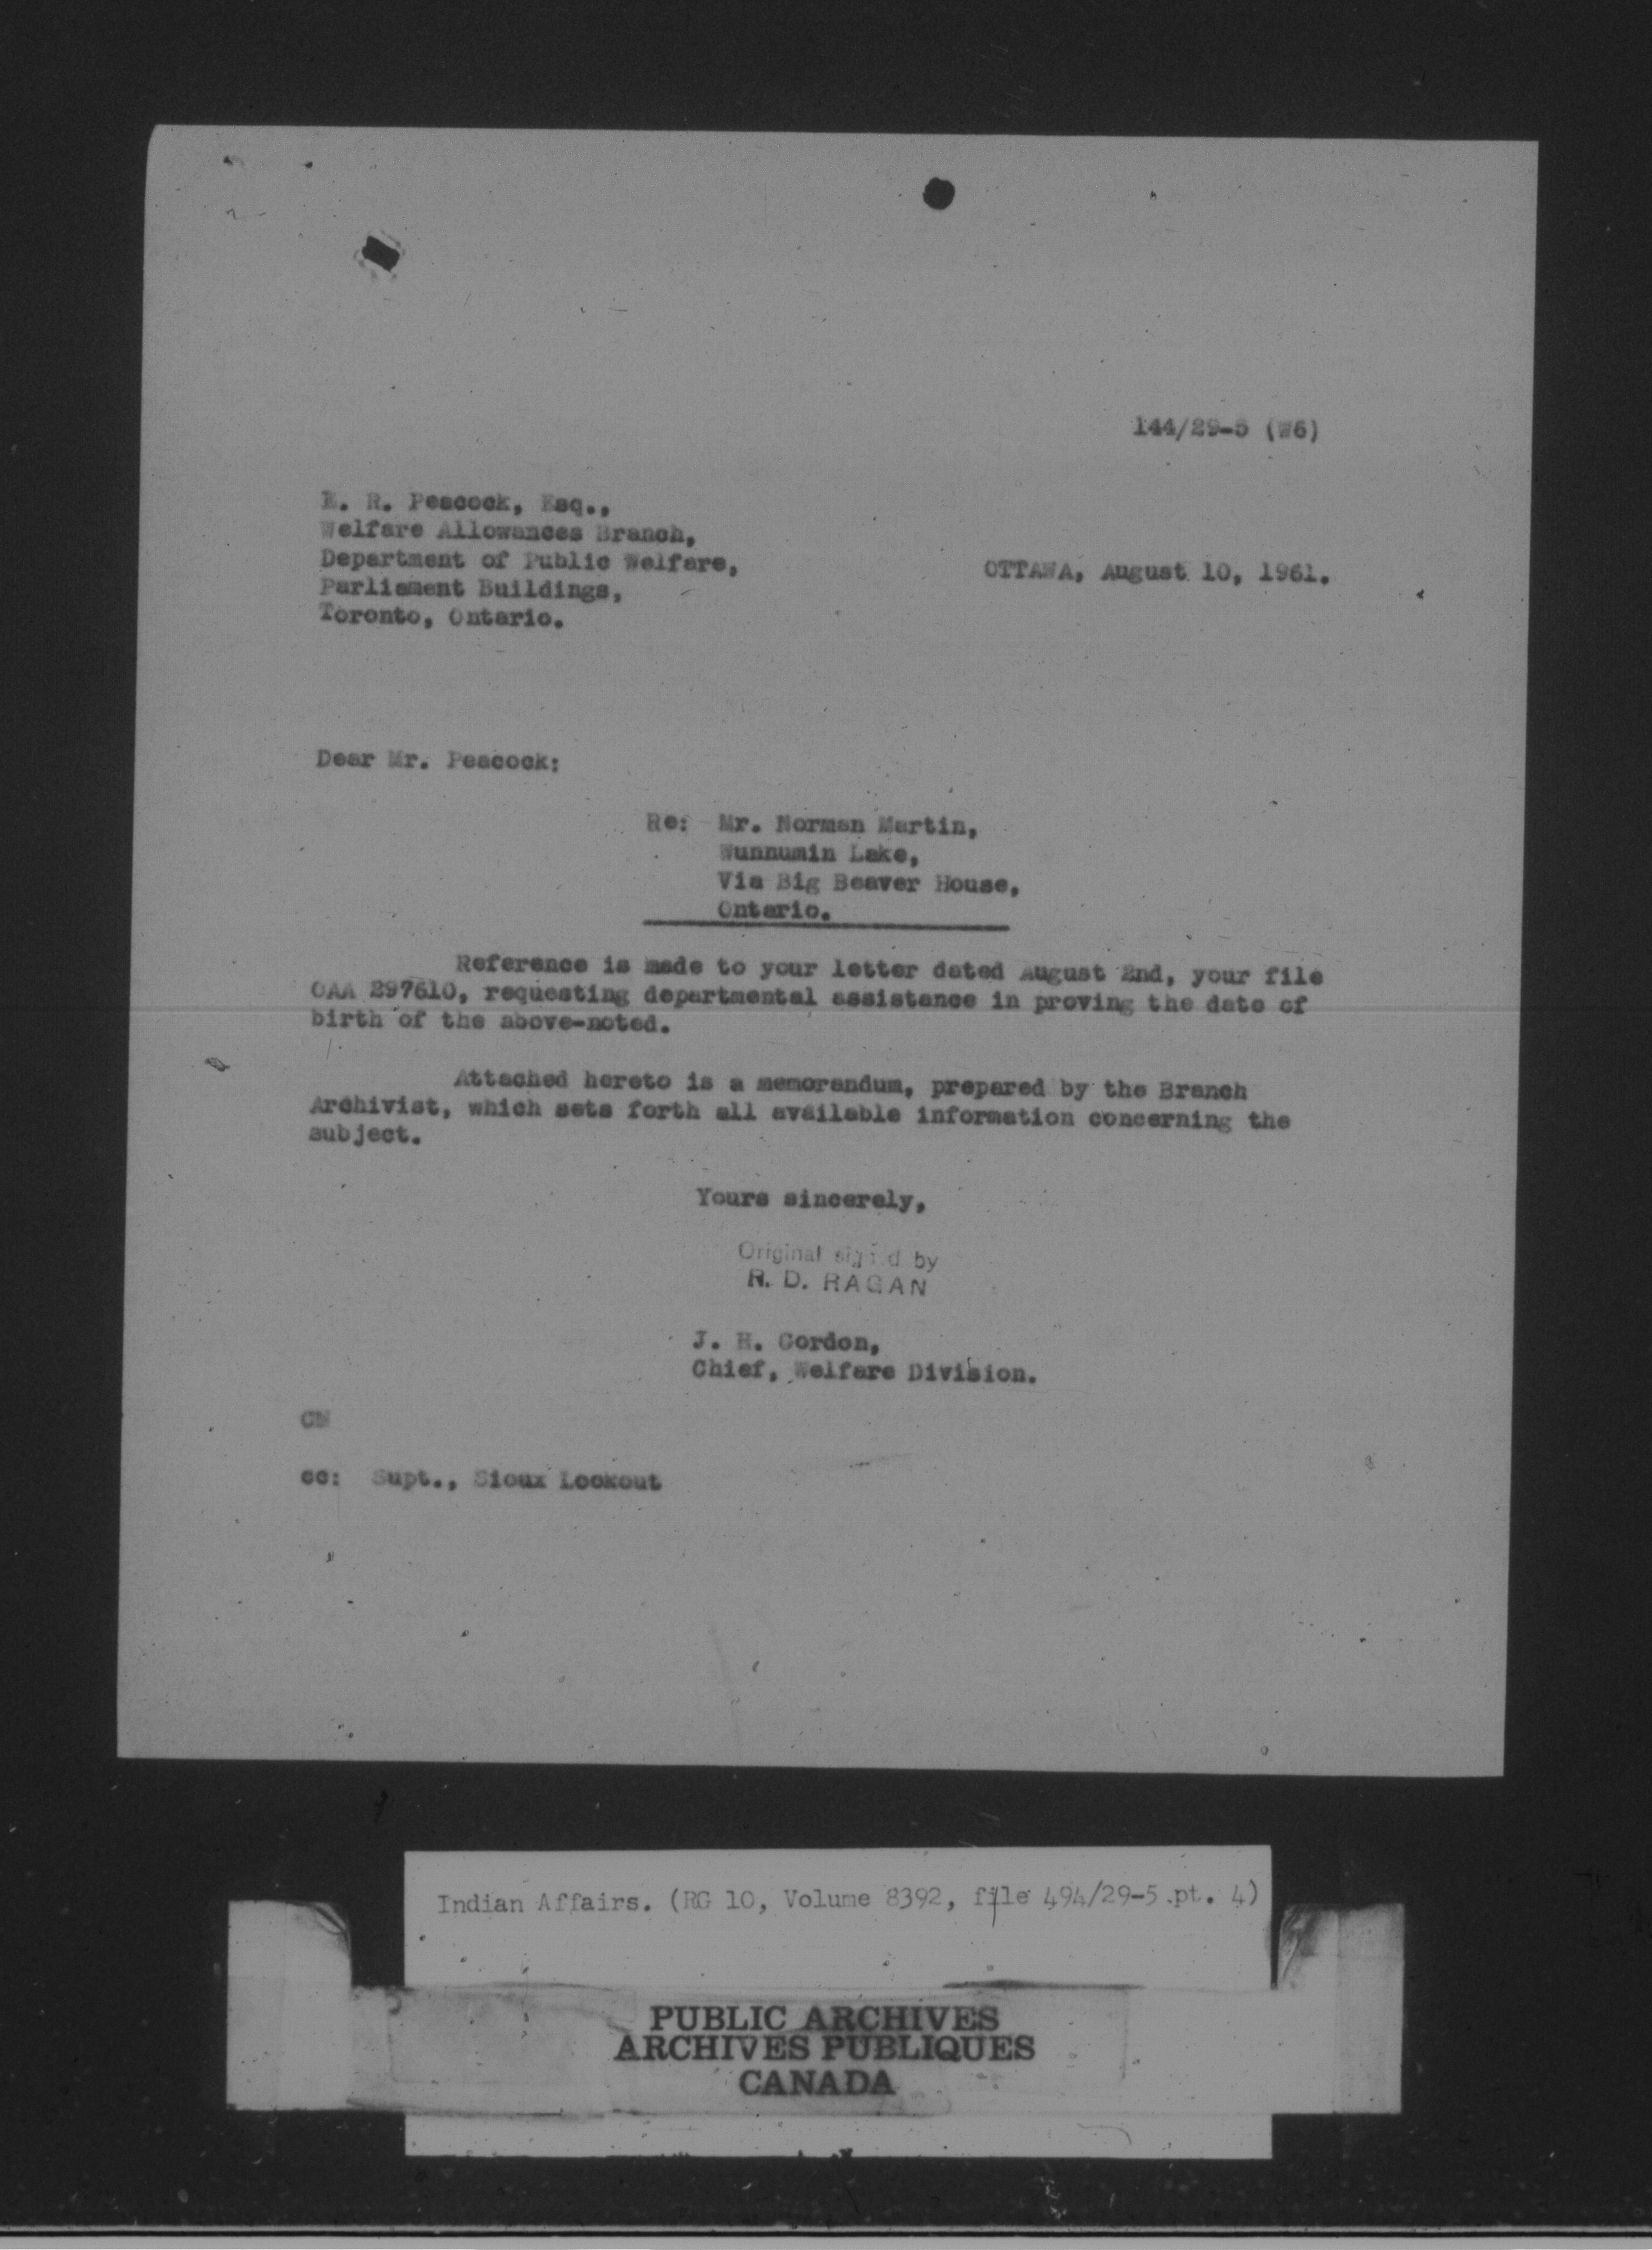 144/29-5 (W6)
E. R. Peacock, Esq.,
Welfare Allowances Branch,
Department of Public Welfare,
Parliament Buildings,
Toronto, Ontario.
OTTAWA, August 10, 1961.
Dear Mr. Peacock:
Re: Mr. Norman Martin,
Wunnumin Lake,
Via Big Beaver House,
Ontario.
Reference is made to your letter dated August 2nd, your file
OAA 297610, requesting departmental assistance in proving the date of
birth of the above-noted.
Attached hereto is a memorandum, prepared by the Branch
Archivist, which sets forth all available information concerning the
subject.
Yours sincerely,
Original signed by
R. D. RAGAN
J. H. Gordon,
Chief, Welfare Division.
CM
cc: Supt., Sioux Lookout
Indian Affairs. (RG 10, Volume 8392, file 494/29-5 pt. 4)
PUBLIC ARCHIVES
ARCHIVES PUBLIQUES
CANADA